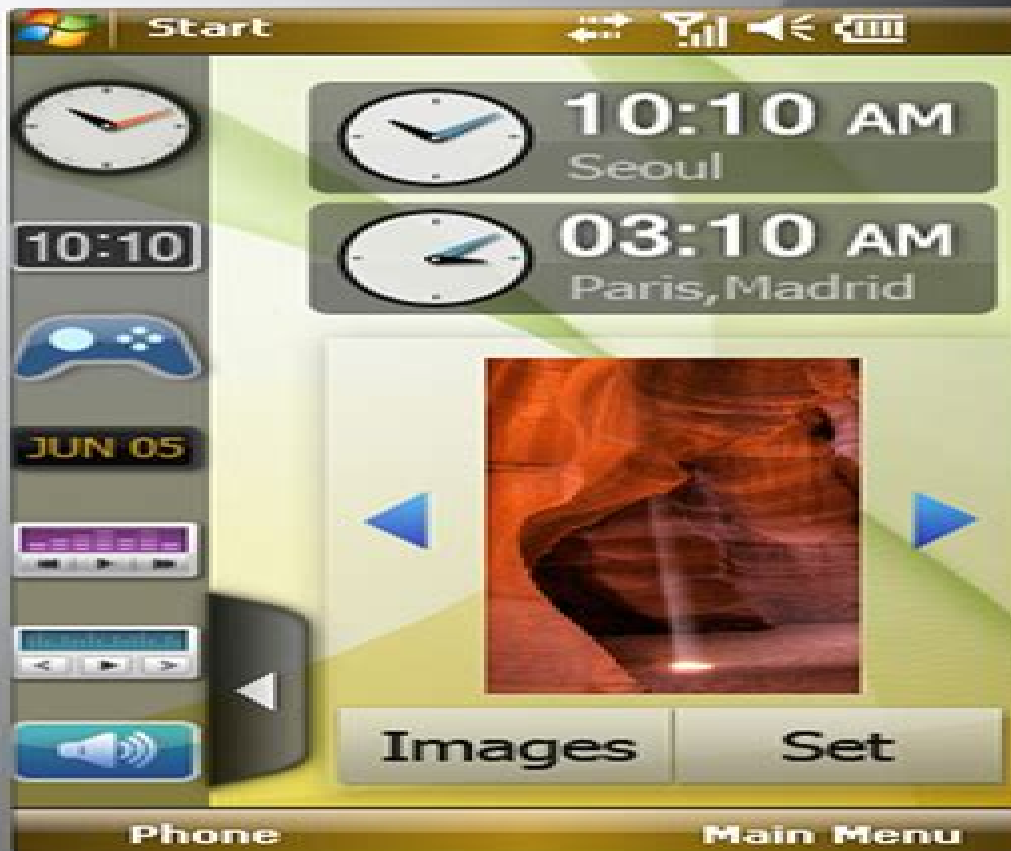 Start
10:10 AM
Seoul
10:10
03:10 AM
Paris,Madrid
JUN 05
Images
Set
Phone
Main Menu